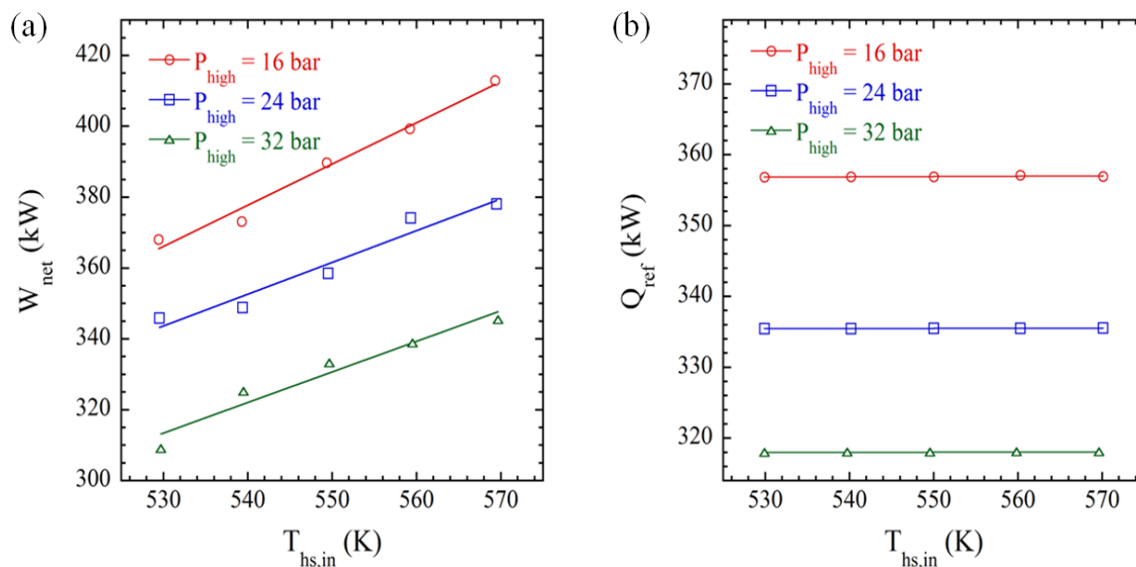 (a)
420
400
380
360
340
320
300
W_net (kW)
P_high = 16 bar
P_high = 24 bar
P_high = 32 bar
530 540 550 560 570
T_hs,in (K)
(b)
370
360
350
340
330
320
Q_ref (kW)
P_high = 16 bar
P_high = 24 bar
P_high = 32 bar
530 540 550 560 570
T_hs,in (K)